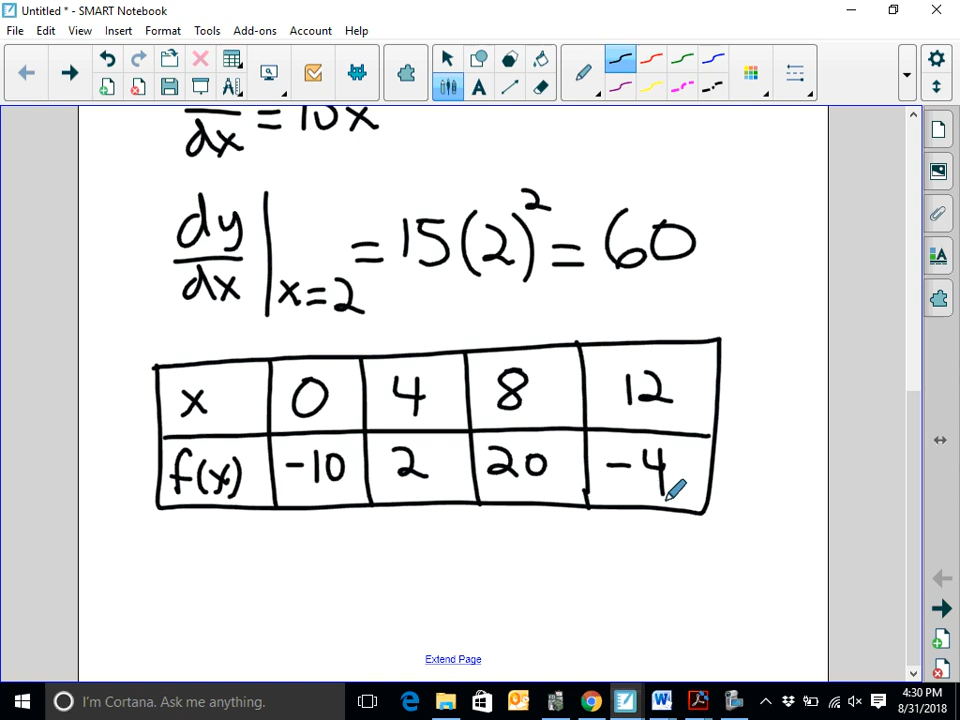 Untitled * - SMART Notebook
File Edit View Insert Format Tools Add-ons Account Help
dx = 10x
dy/dx | x=2 = 15(2)² = 60
x 0 4 8 12
f(x) -10 2 20 -4
Extend Page
I'm Cortana. Ask me anything.
4:30 PM
8/31/2018